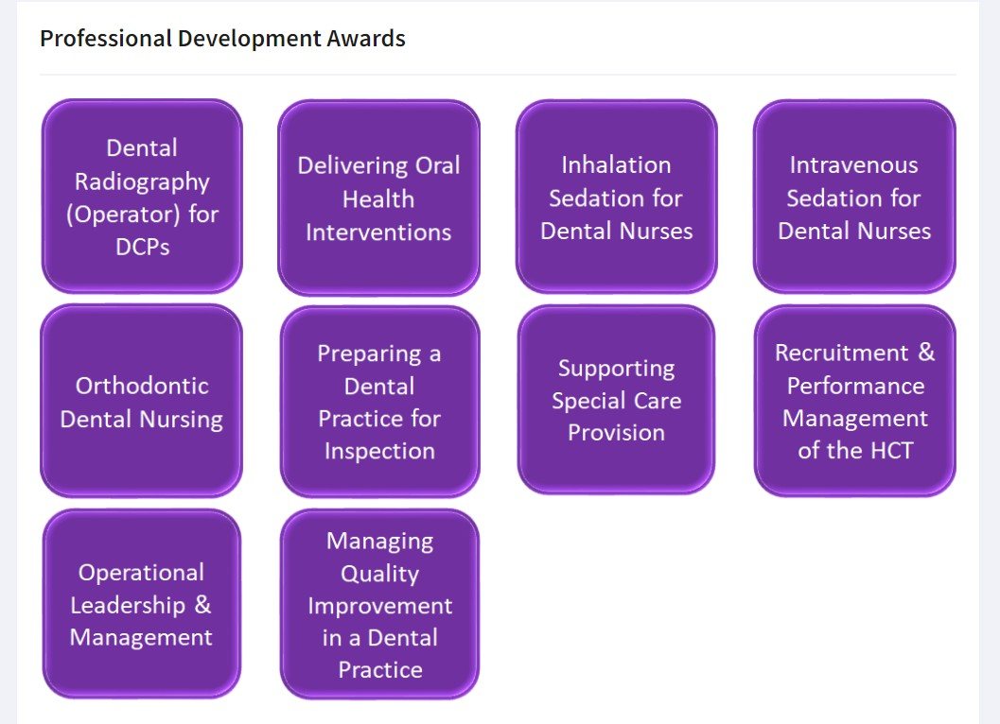 Professional Development Awards
Dental
Radiography
(Operator) for
DCPs
Delivering Oral
Health
Interventions
Inhalation
Sedation for
Dental Nurses
Intravenous
Sedation for
Dental Nurses
Orthodontic
Dental Nursing
Preparing a
Dental
Practice for
Inspection
Supporting
Special Care
Provision
Recruitment &
Performance
Management
of the HCT
Operational
Leadership &
Management
Managing
Quality
Improvement
in a Dental
Practice